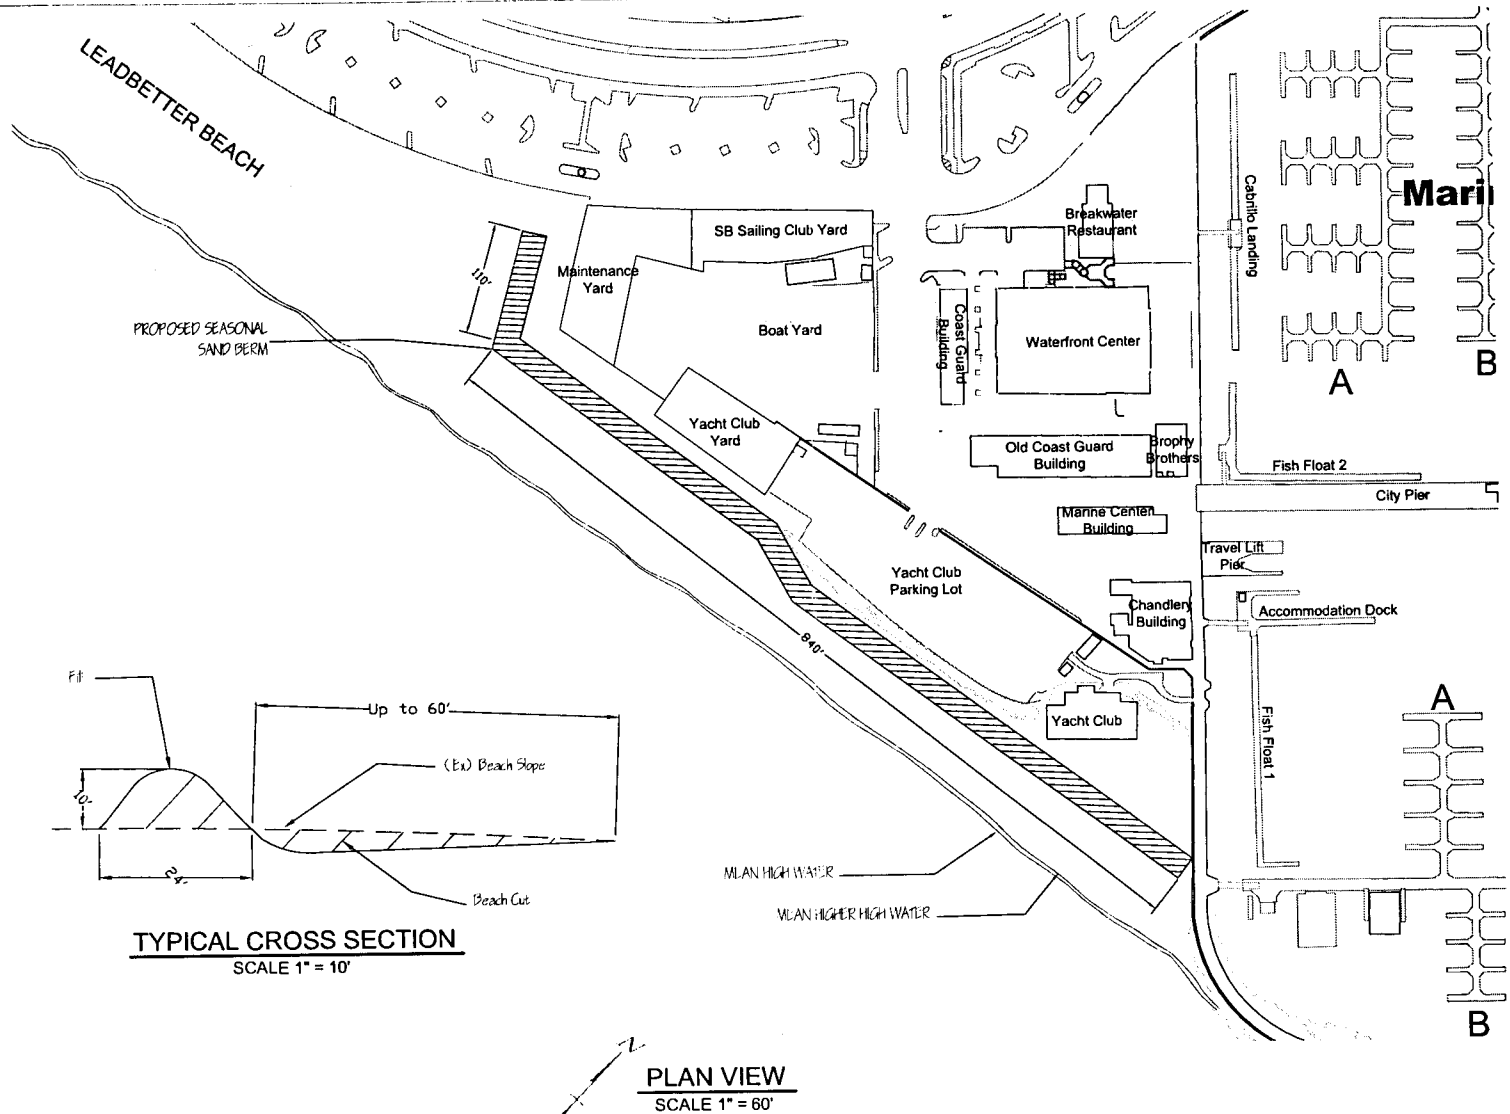 LEADBETTER BEACH
110'
PROPOSED SEASONAL
SAND BERM
Maintenance
Yard
SB Sailing Club Yard
Boat Yard
Yacht Club
Yard
Breakwater
Restaurant
Coast Guard
Building
Waterfront Center
Old Coast Guard
Building
Brophy
Brothers
Marine Center
Building
Yacht Club
Parking Lot
Chandlery
Building
Yacht Club
Cabrillo Landing
Mari
A
B
Fish Float 2
City Pier
Travel Lift
Pier
Accommodation Dock
Fish Float 1
A
B
840'
MEAN HIGH WATER
MEAN HIGHER HIGH WATER
Fill
Up to 60'
(Ex) Beach Slope
10'
24'
Beach Cut
TYPICAL CROSS SECTION
SCALE 1" = 10'
N
PLAN VIEW
SCALE 1" = 60'